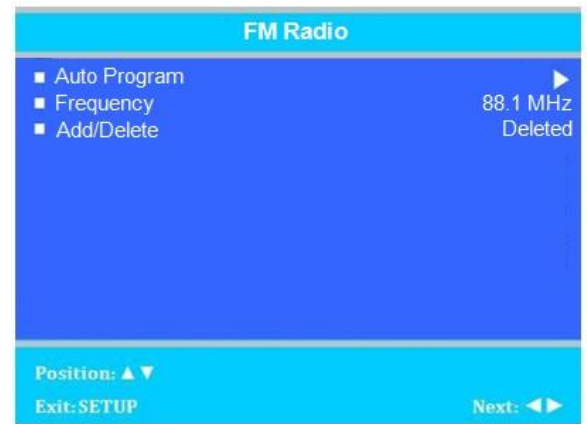 FM Radio
Auto Program ▶
Frequency 88.1 MHz
Add/Delete Deleted
Position: ▲ ▼
Exit: SETUP Next: ◀▶